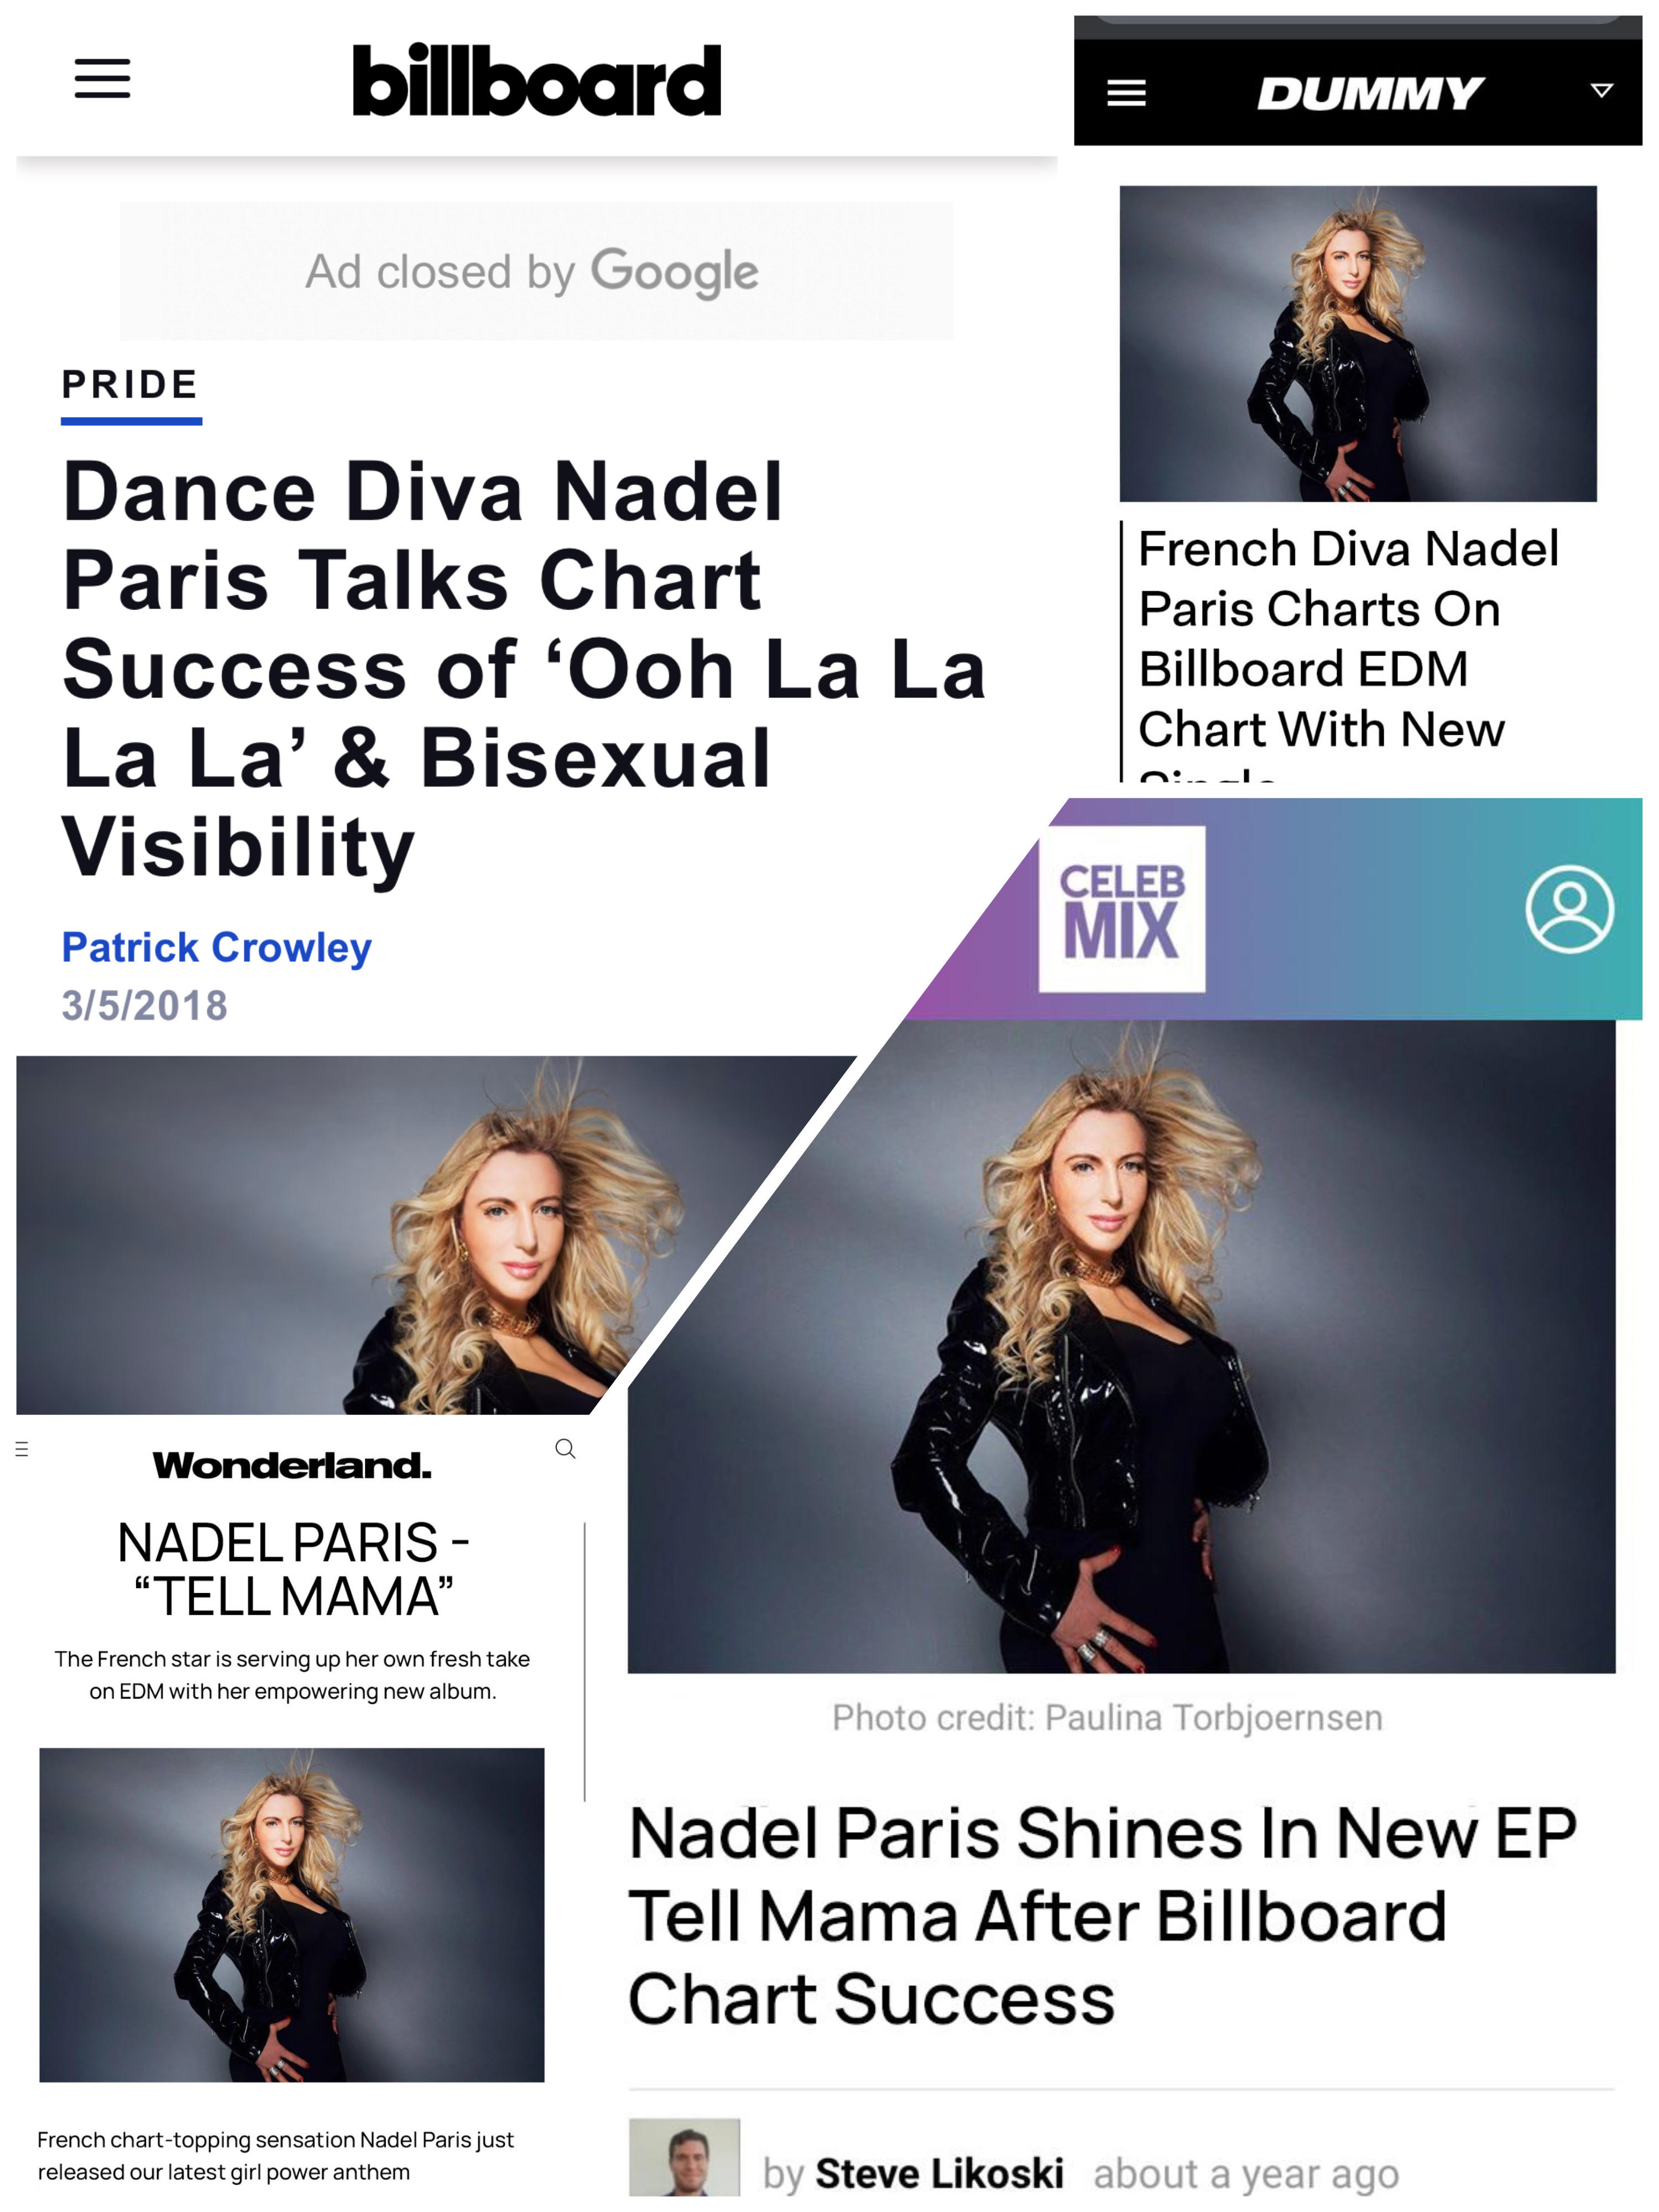 billboard
Ad closed by Google
PRIDE
Dance Diva Nadel
Paris Talks Chart
Success of ‘Ooh La La
La La’ & Bisexual
Visibility
Patrick Crowley
3/5/2018
DUMMY
French Diva Nadel
Paris Charts On
Billboard EDM
Chart With New
Single
CELEB
MIX
Photo credit: Paulina Torbjoernsen
Nadel Paris Shines In New EP
Tell Mama After Billboard
Chart Success
by Steve Likoski about a year ago
Wonderland.
NADEL PARIS -
“TELL MAMA”
The French star is serving up her own fresh take
on EDM with her empowering new album.
French chart-topping sensation Nadel Paris just
released our latest girl power anthem